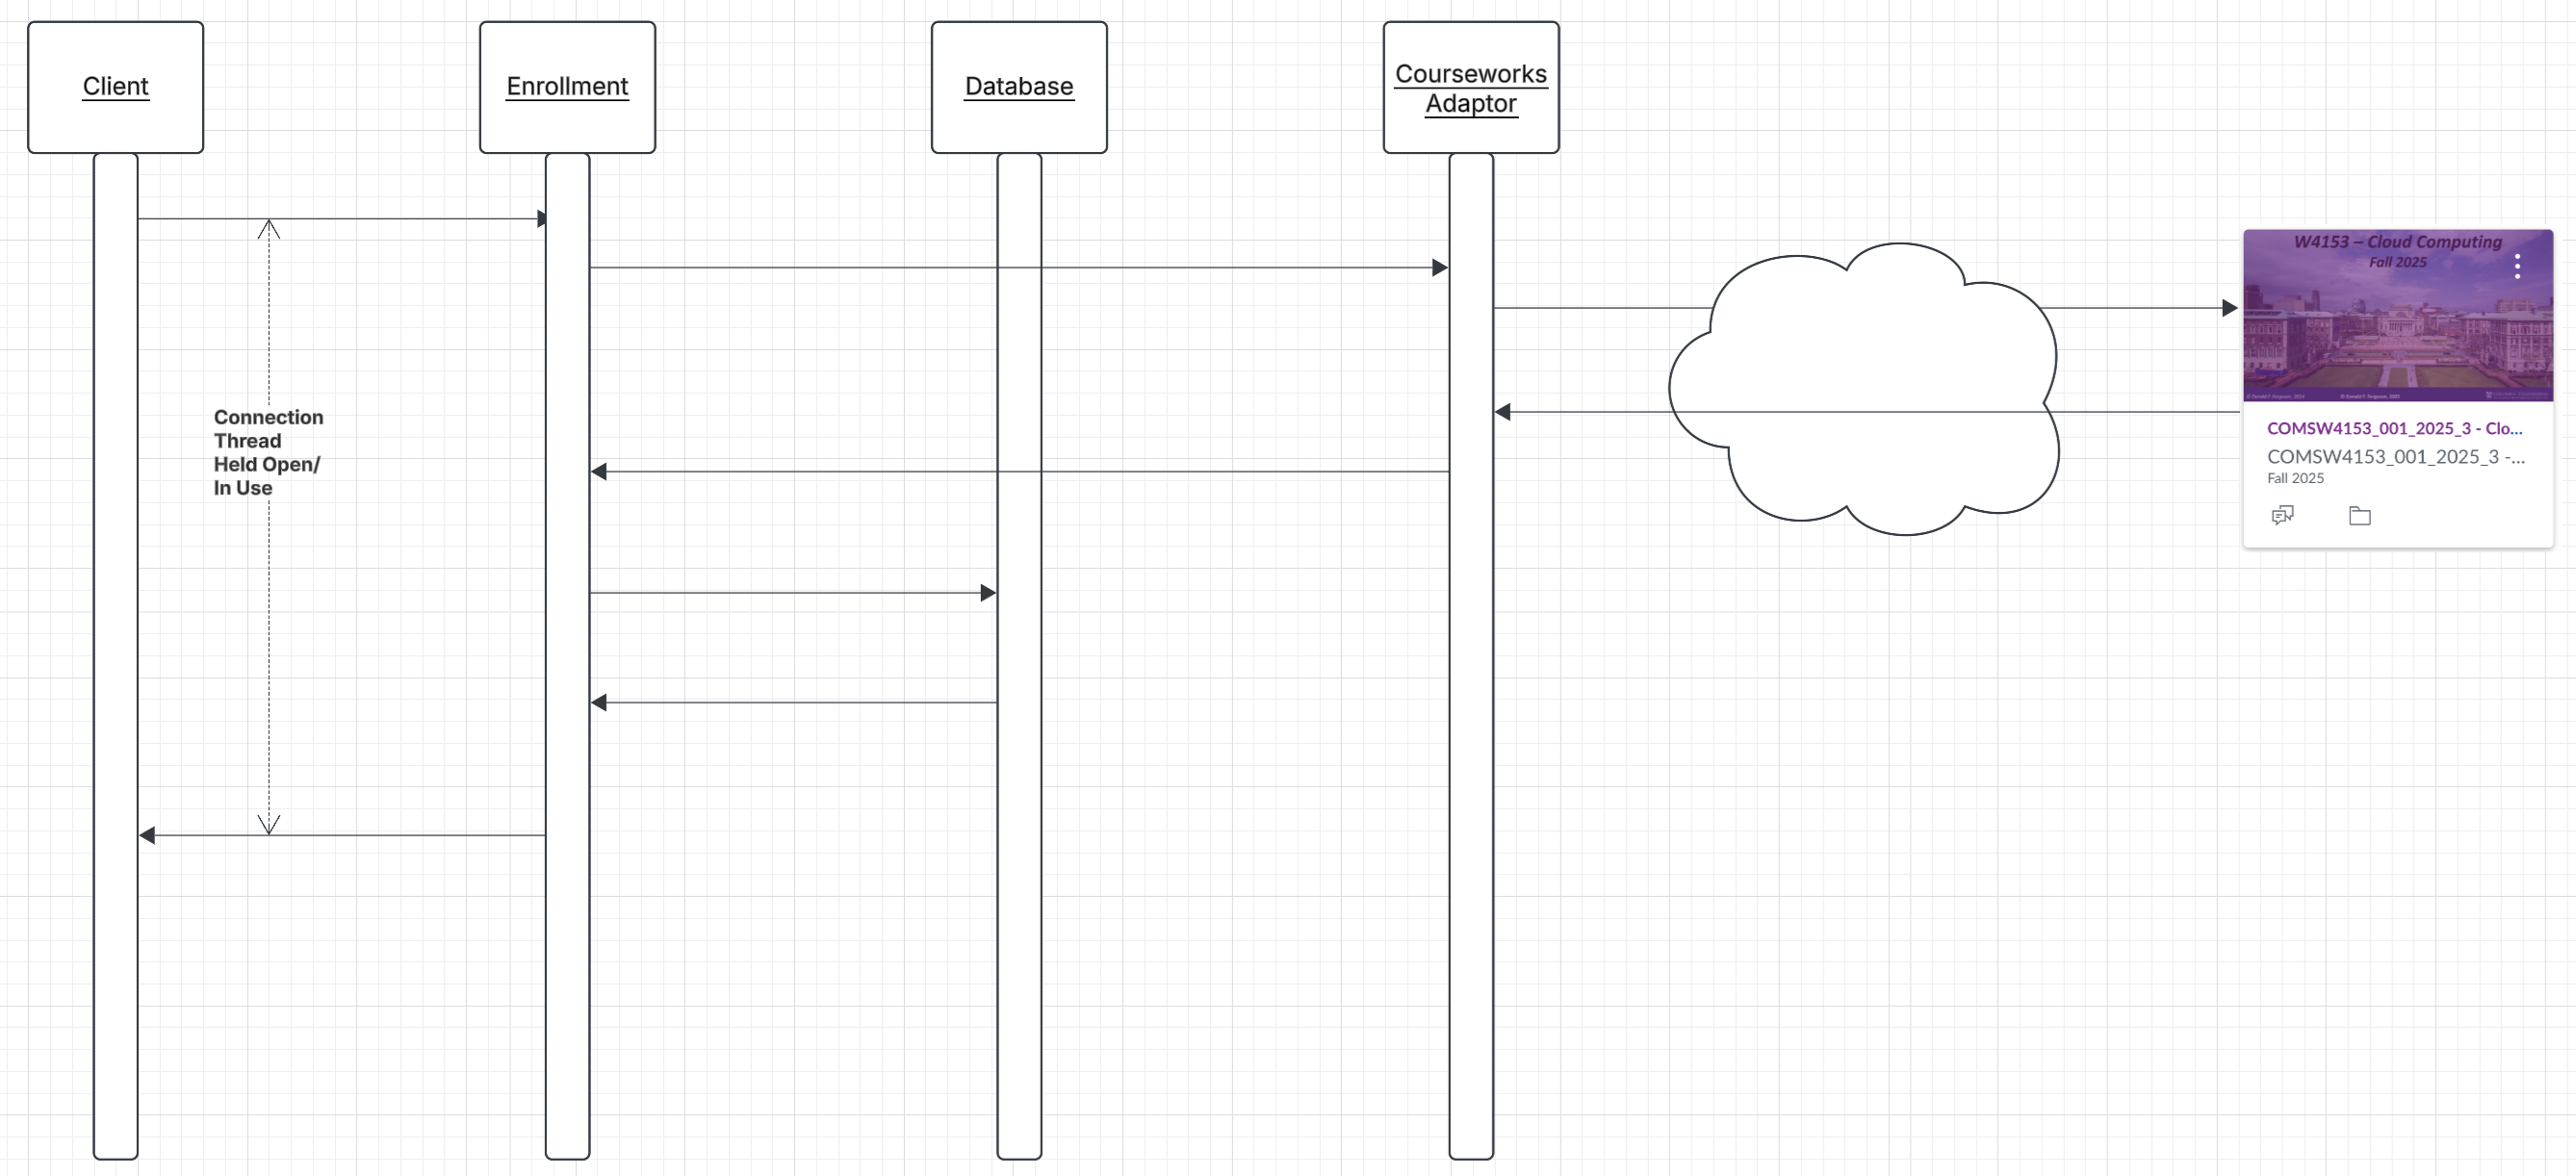 Client
Enrollment
Database
Courseworks
Adaptor
W4153 – Cloud Computing
Fall 2025
Connection
Thread
Held Open/
In Use
COMSW4153_001_2025_3 - Clo...
COMSW4153_001_2025_3 -...
Fall 2025